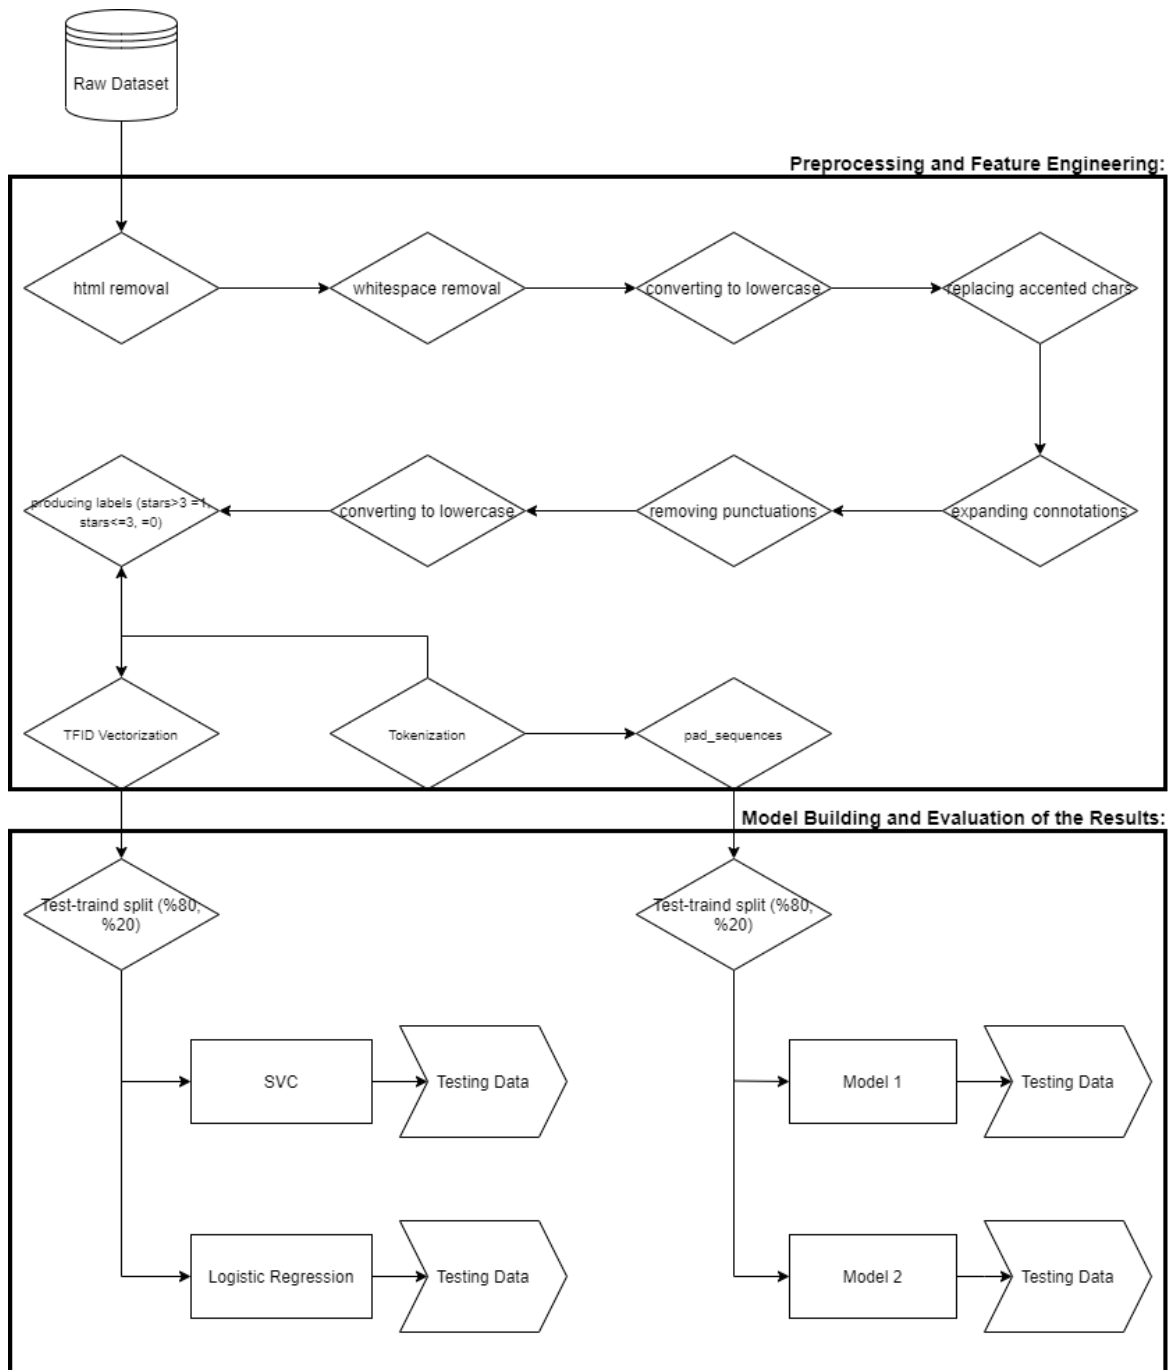 Raw Dataset
Preprocessing and Feature Engineering:
html removal
whitespace removal
converting to lowercase
replacing accented chars
producing labels (stars>3 =1,
stars<=3, =0)
converting to lowercase
removing punctuations
expanding connotations
TFID Vectorization
Tokenization
pad_sequences
Model Building and Evaluation of the Results:
Test-traind split (%80,
%20)
Test-traind split (%80,
%20)
SVC
Testing Data
Model 1
Testing Data
Logistic Regression
Testing Data
Model 2
Testing Data